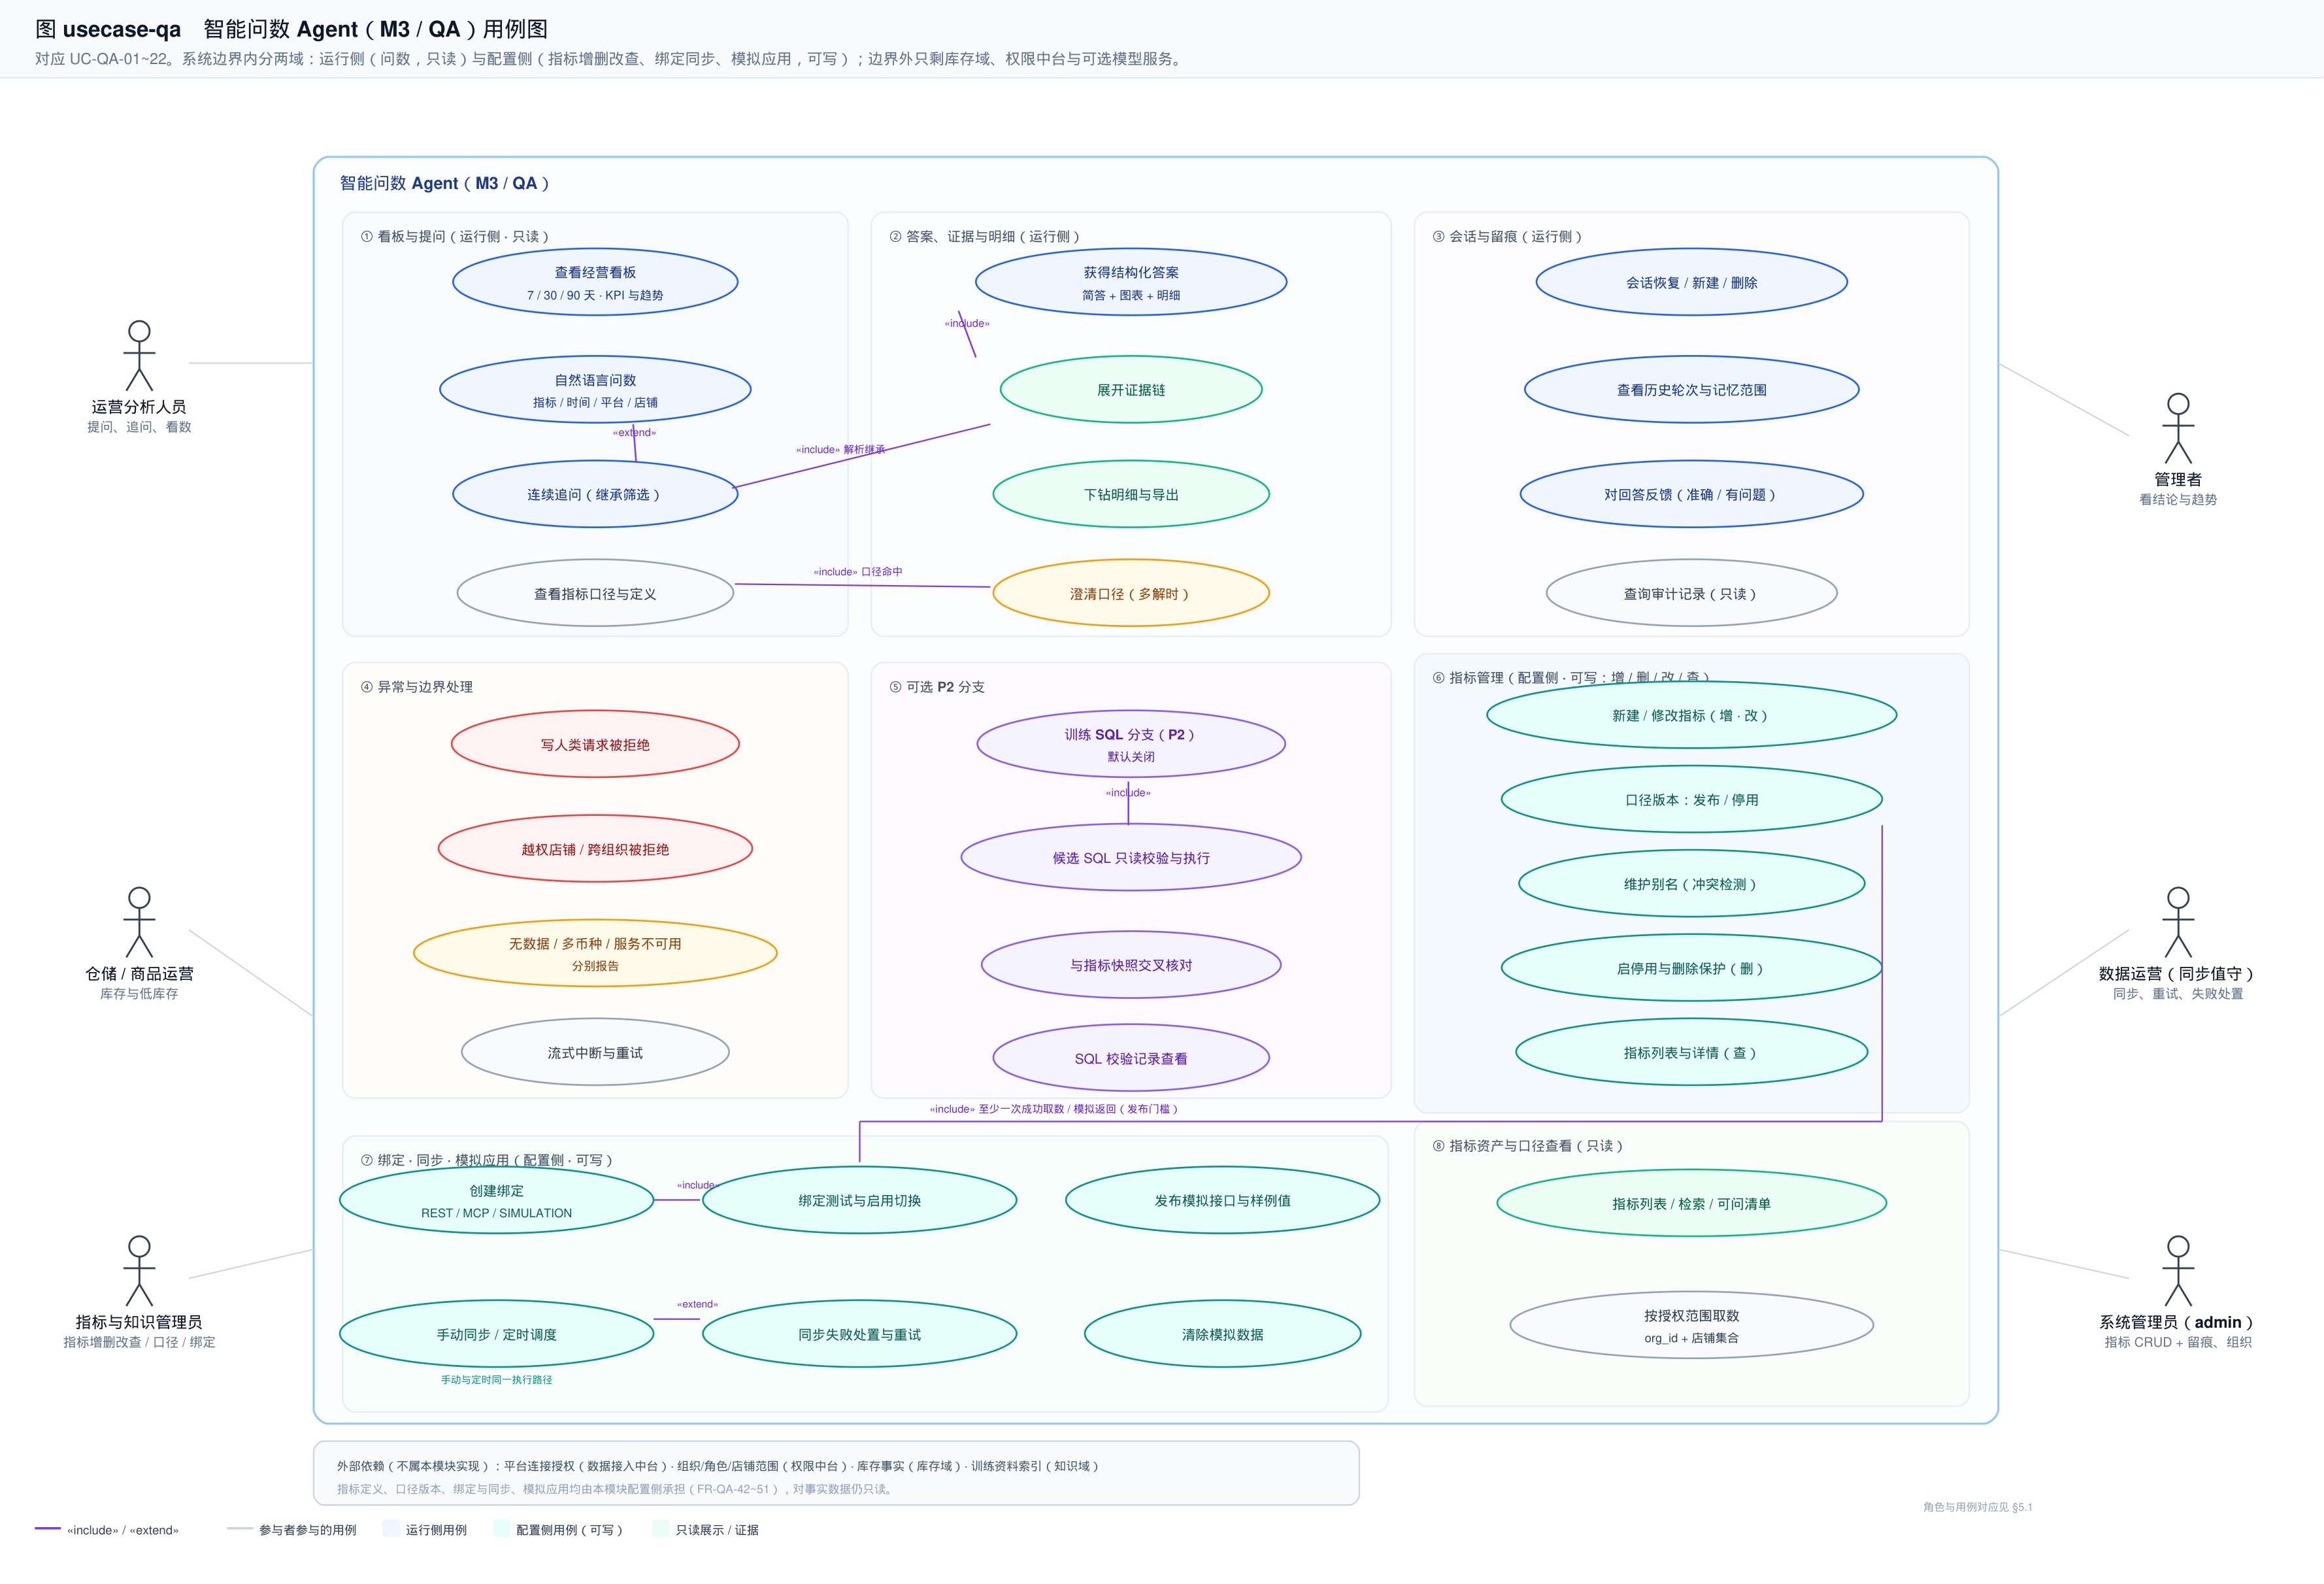 图 usecase-qa 智能问数 Agent（M3 / QA）用例图
对应 UC-QA-01~22。系统边界内分两域：运行侧（问数，只读）与配置侧（指标增删改查、绑定同步、模拟应用，可写）；边界外只剩库存域、权限中台与可选模型服务。
智能问数 Agent（M3 / QA）
① 看板与提问（运行侧 · 只读）
查看经营看板
7 / 30 / 90 天 · KPI 与趋势
自然语言问数
指标 / 时间 / 平台 / 店铺
«extend»
连续追问（继承筛选）
查看指标口径与定义
«include» 解析继承
«include» 口径命中
② 答案、证据与明细（运行侧）
获得结构化答案
简答 + 图表 + 明细
«include»
展开证据链
下钻明细与导出
澄清口径（多解时）
③ 会话与留痕（运行侧）
会话恢复 / 新建 / 删除
查看历史轮次与记忆范围
对回答反馈（准确 / 有问题）
查询审计记录（只读）
运营分析人员
提问、追问、看数
管理者
看结论与趋势
④ 异常与边界处理
写入类请求被拒绝
越权店铺 / 跨组织被拒绝
无数据 / 多币种 / 服务不可用
分别报告
流式中断与重试
⑤ 可选 P2 分支
训练 SQL 分支（P2）
默认关闭
«include»
候选 SQL 只读校验与执行
与指标快照交叉核对
SQL 校验记录查看
⑥ 指标管理（配置侧 · 可写：增 / 删 / 改 / 查）
新建 / 修改指标（增 · 改）
口径版本：发布 / 停用
维护别名（冲突检测）
启停用与删除保护（删）
指标列表与详情（查）
仓储 / 商品运营
库存与低库存
数据运营（同步值守）
同步、重试、失败处置
«include» 至少一次成功取数 / 模拟返回（发布门槛）
⑦ 绑定 · 同步 · 模拟应用（配置侧 · 可写）
创建绑定
REST / MCP / SIMULATION
«include»
绑定测试与启用切换
发布模拟接口与样例值
手动同步 / 定时调度
«extend»
同步失败处置与重试
清除模拟数据
手动与定时同一执行路径
⑧ 指标资产与口径查看（只读）
指标列表 / 检索 / 可问清单
按授权范围取数
org_id + 店铺集合
指标与知识管理员
指标增删改查 / 口径 / 绑定
系统管理员（admin）
指标 CRUD + 留痕、组织
外部依赖（不属本模块实现）：平台连接授权（数据接入中台）· 组织/角色/店铺范围（权限中台）· 库存事实（库存域）· 训练资料索引（知识域）
指标定义、口径版本、绑定与同步、模拟应用均由本模块配置侧承担（FR-QA-42~51），对事实数据仍只读。
角色与用例对应见 §5.1
«include» / «extend»
参与者参与的用例
运行侧用例
配置侧用例（可写）
只读展示 / 证据